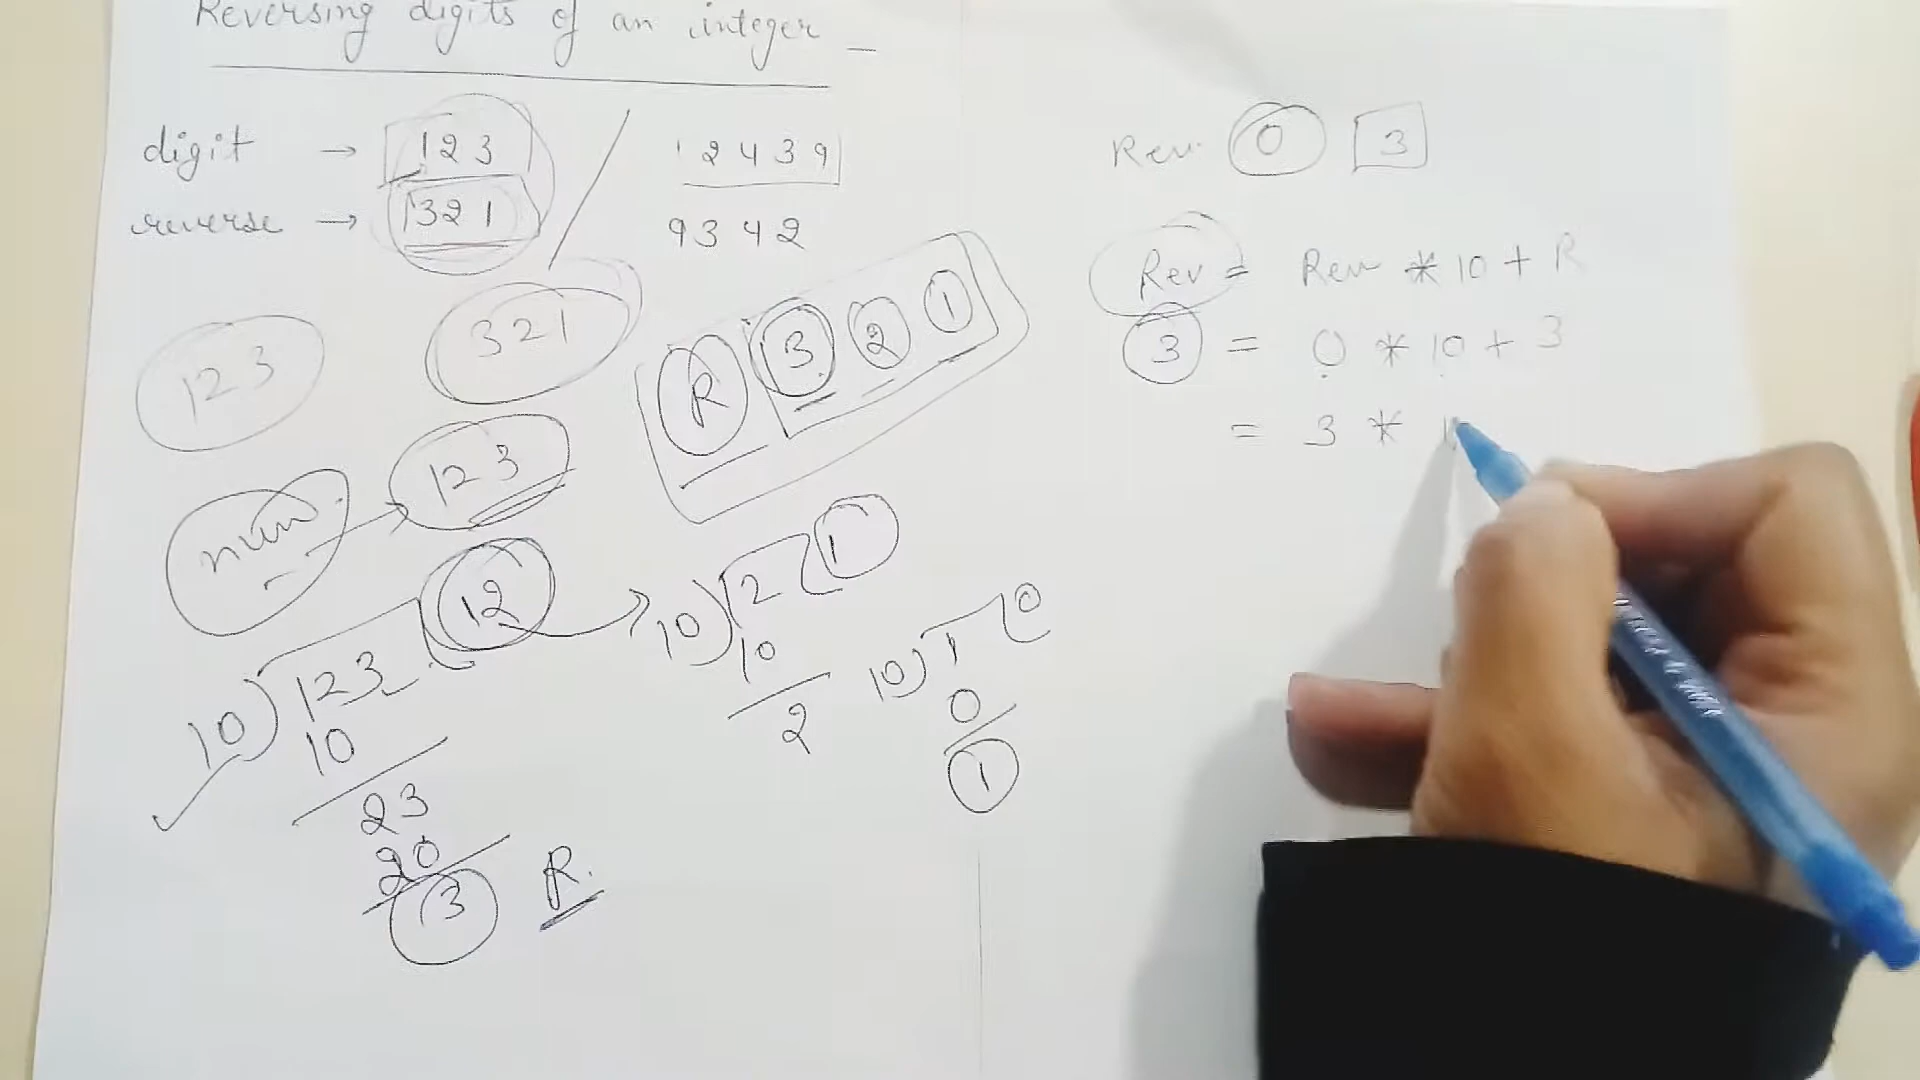 Reversing digits of an integer -
digit → 123
reverse → 321
12439
9342
123
321
R 3 2 1
num → 123
10) 123 (12
10
23
20
3 R.
10) 12 (1
10
2
10) 1 (0
0
1
Rev. 0 3
Rev = Rev * 10 + R
3 = 0 * 10 + 3
= 3 * 1